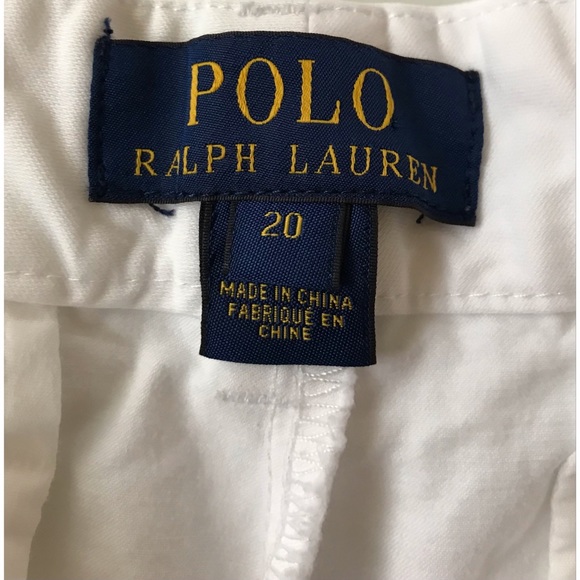 POLO
RALPH LAUREN
20
MADE IN CHINA
FABRIQUÉ EN
CHINE